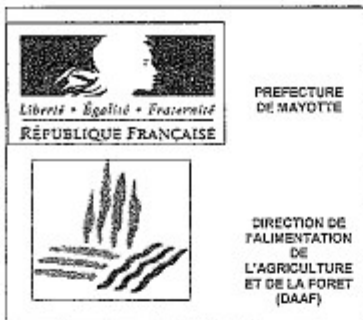 Liberté • Égalité • Fraternité
RÉPUBLIQUE FRANÇAISE
PREFECTURE
DE MAYOTTE
DIRECTION DE
l'ALIMENTATION
DE
L'AGRICULTURE
ET DE LA FORET
(DAAF)